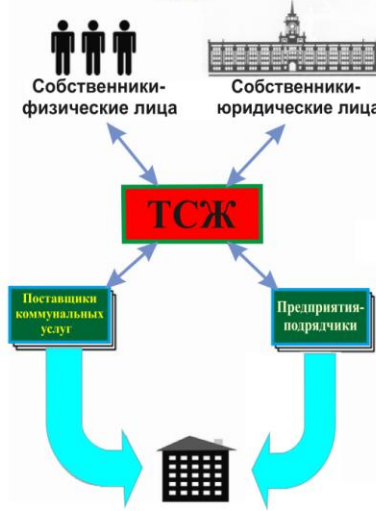 Собственники-
физические лица
Собственники-
юридические лица
ТСЖ
Поставщики
коммунальных
услуг
Предприятия-
подрядчики